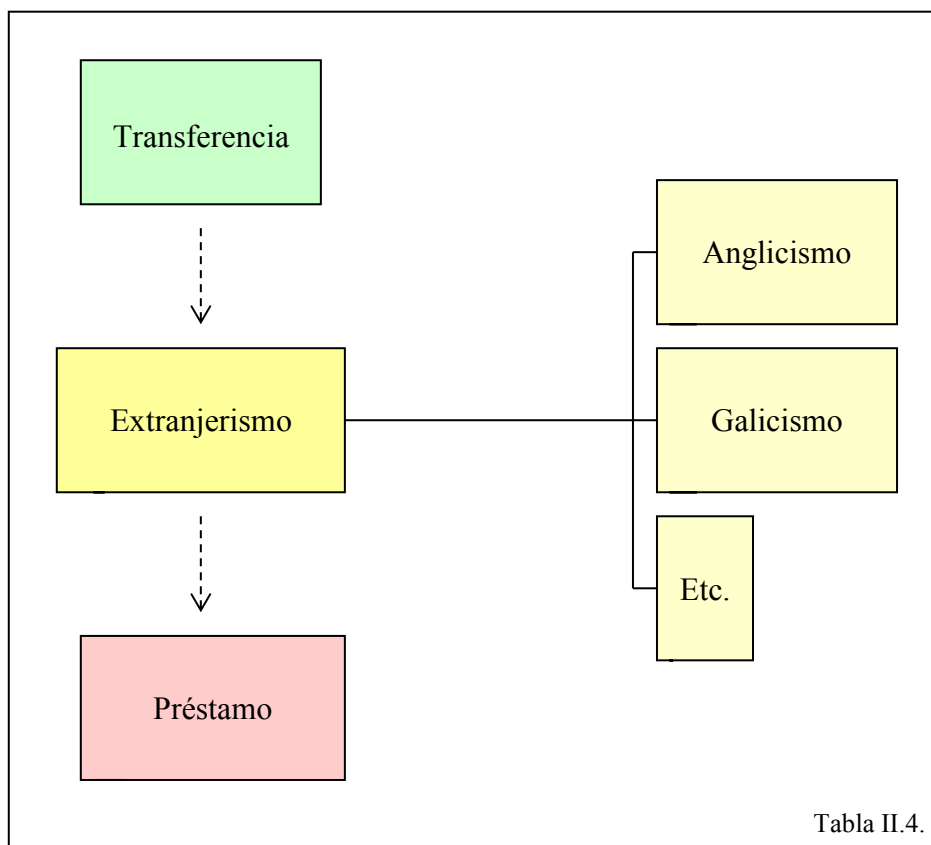 Transferencia
Anglicismo
Extranjerismo
Galicismo
Etc.
Préstamo
Tabla II.4.